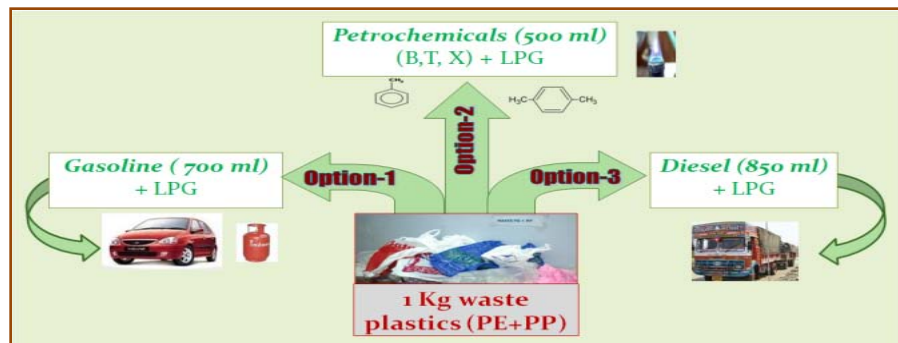 Petrochemicals (500 ml)
(B,T, X) + LPG
CH₃
H₃C
CH₃
Gasoline ( 700 ml)
+ LPG
Option-1
Option-2
Option-3
Diesel (850 ml)
+ LPG
1 Kg waste
plastics (PE+PP)